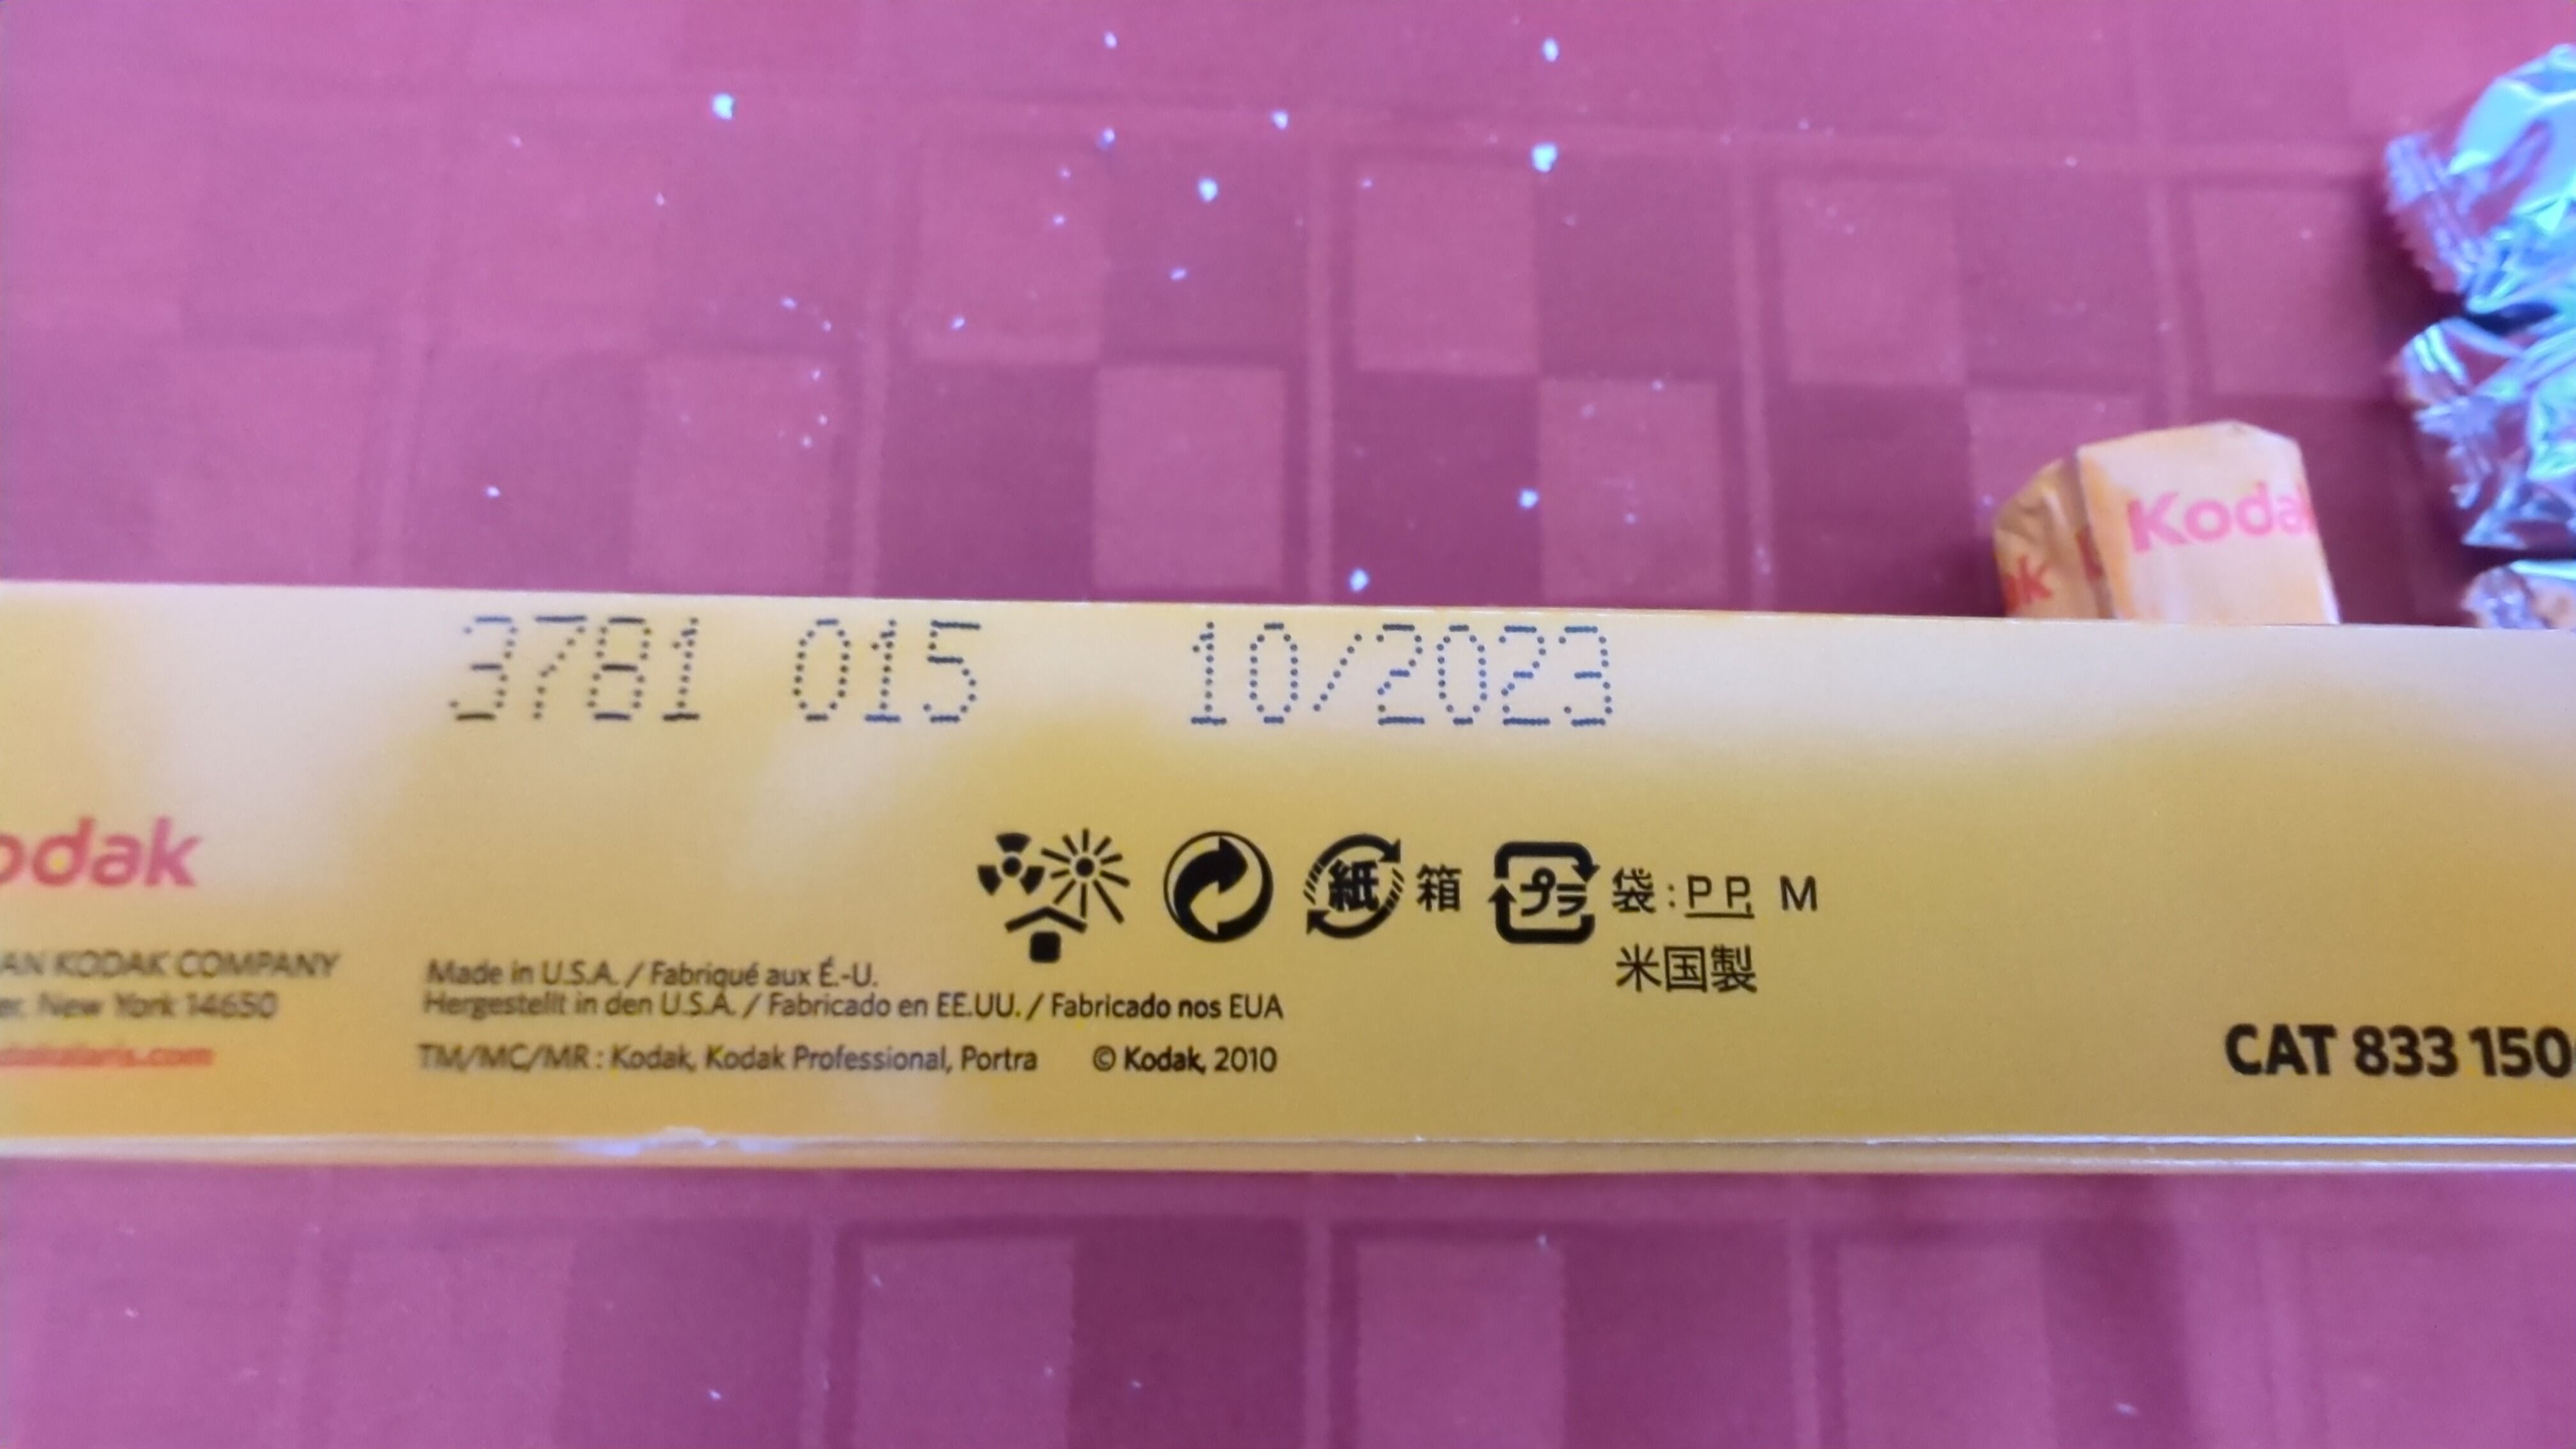 Kodak
ak
3781 015 10/2023
odak
紙 箱 プラ 袋: PP, M
米国製
AN KODAK COMPANY
er, New York 14650
Made in U.S.A. / Fabriqué aux É.-U.
Hergestellt in den U.S.A. / Fabricado en EE.UU. / Fabricado nos EUA
TM/MC/MR: Kodak, Kodak Professional, Portra © Kodak, 2010
CAT 833 150